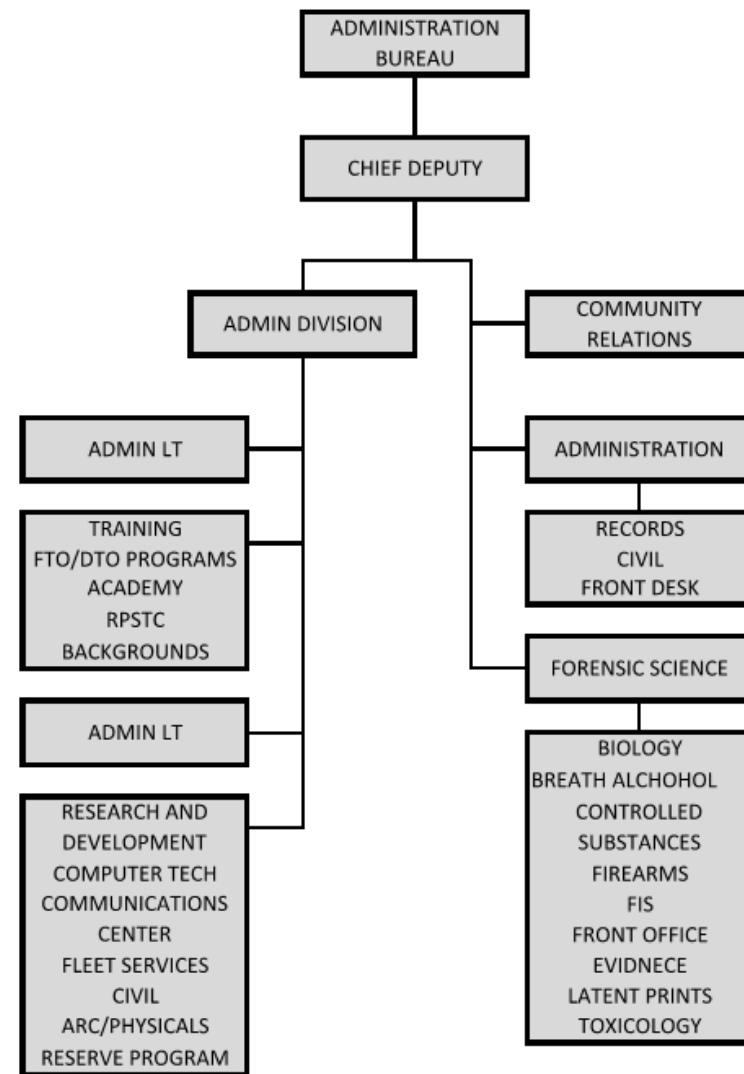 ADMINISTRATION
BUREAU
CHIEF DEPUTY
ADMIN DIVISION
COMMUNITY
RELATIONS
ADMIN LT
ADMINISTRATION
TRAINING
FTO/DTO PROGRAMS
ACADEMY
RPSTC
BACKGROUNDS
RECORDS
CIVIL
FRONT DESK
ADMIN LT
FORENSIC SCIENCE
RESEARCH AND
DEVELOPMENT
COMPUTER TECH
COMMUNICATIONS
CENTER
FLEET SERVICES
CIVIL
ARC/PHYSICALS
RESERVE PROGRAM
BIOLOGY
BREATH ALCHOHOL
CONTROLLED
SUBSTANCES
FIREARMS
FIS
FRONT OFFICE
EVIDNECE
LATENT PRINTS
TOXICOLOGY